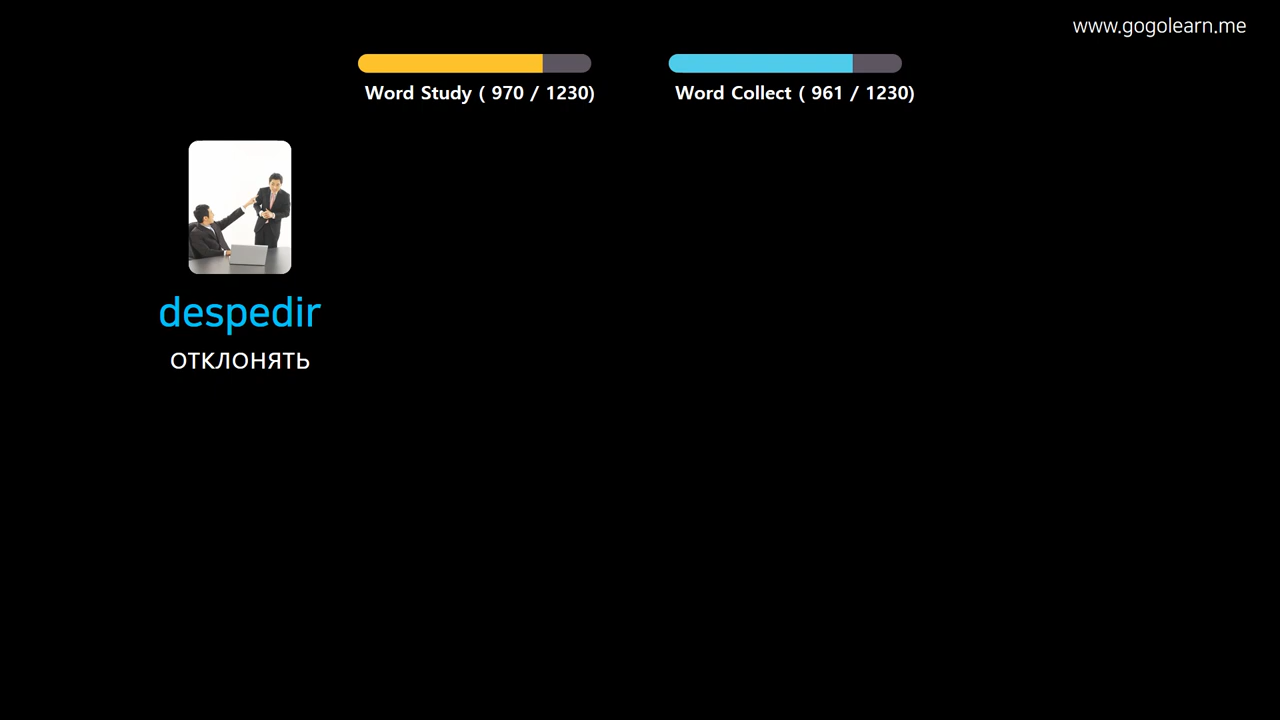 www.gogolearn.me
Word Study ( 970 / 1230)
Word Collect ( 961 / 1230)
despedir
отклонять